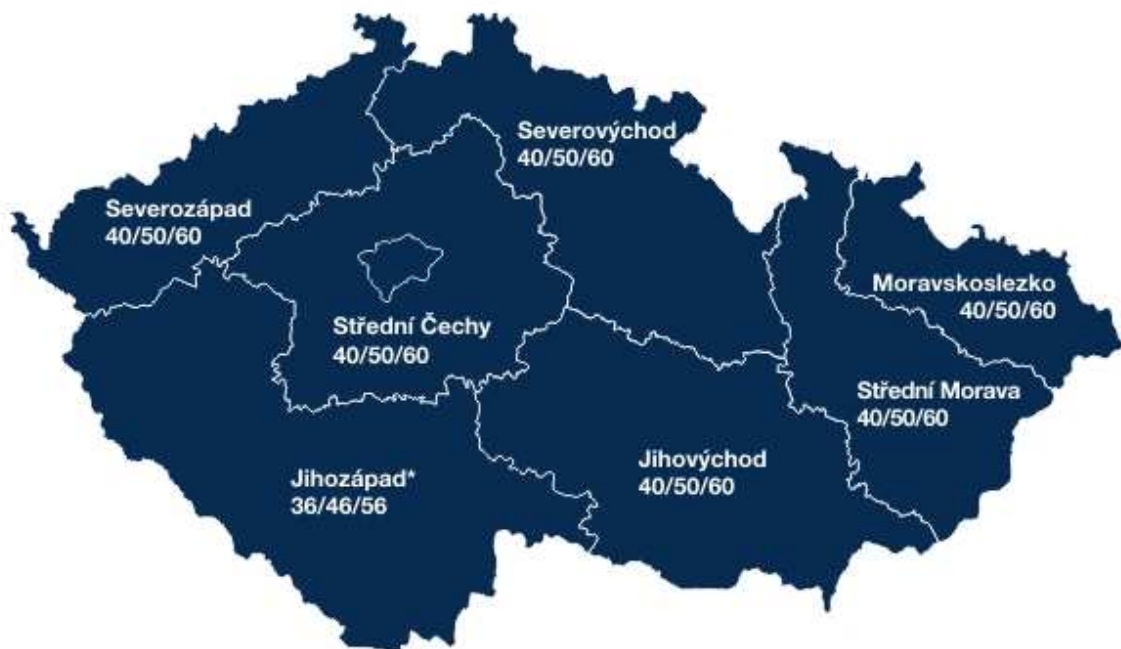 Severovýchod
40/50/60
Severozápad
40/50/60
Moravskoslezko
40/50/60
Střední Čechy
40/50/60
Střední Morava
40/50/60
Jihovýchod
40/50/60
Jihozápad*
36/46/56